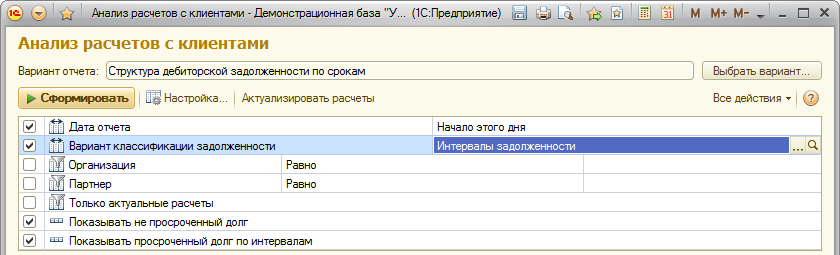 Анализ расчетов с клиентами - Демонстрационная база "У... (1С:Предприятие) M M+ M-
Анализ расчетов с клиентами
Вариант отчета: Структура дебиторской задолженности по срокам Выбрать вариант...
Сформировать Настройка... Актуализировать расчеты Все действия ?
Дата отчета Начало этого дня
Вариант классификации задолженности Интервалы задолженности ...
Организация Равно
Партнер Равно
Только актуальные расчеты
Показывать не просроченный долг
Показывать просроченный долг по интервалам